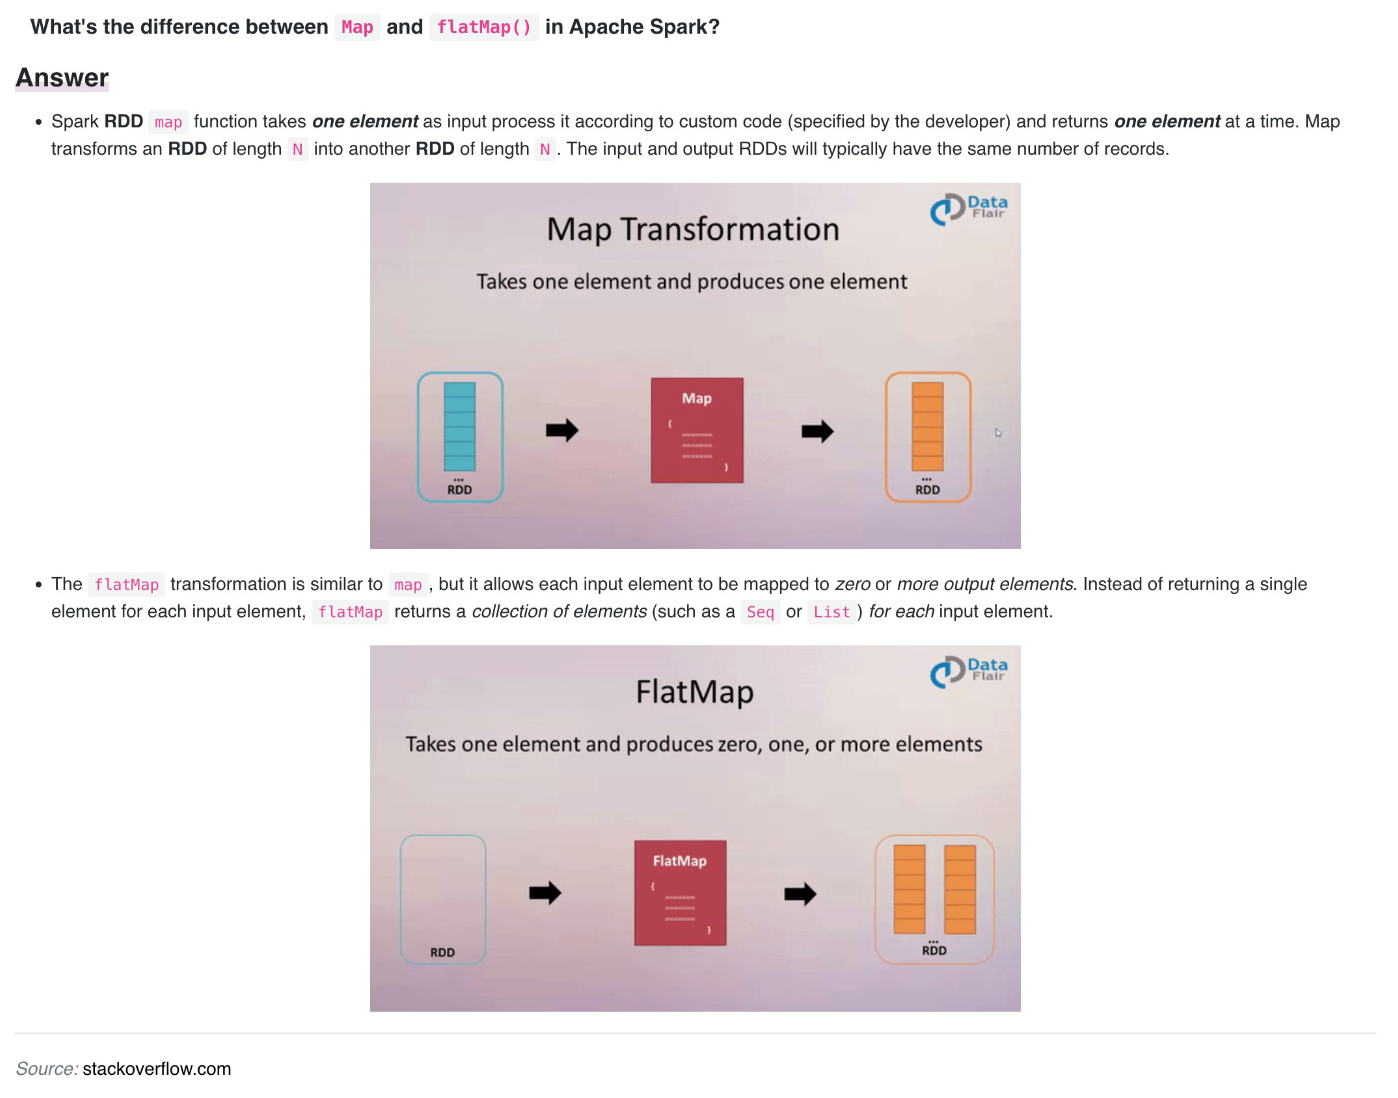 What's the difference between Map and flatMap() in Apache Spark?
Answer
• Spark RDD map function takes one element as input process it according to custom code (specified by the developer) and returns one element at a time. Map
transforms an RDD of length N into another RDD of length N . The input and output RDDs will typically have the same number of records.
Data
Flair
Map Transformation
Takes one element and produces one element
Map
{
}
...
RDD
...
RDD
• The flatMap transformation is similar to map , but it allows each input element to be mapped to zero or more output elements. Instead of returning a single
element for each input element, flatMap returns a collection of elements (such as a Seq or List ) for each input element.
Data
Flair
FlatMap
Takes one element and produces zero, one, or more elements
FlatMap
{
}
RDD
...
RDD
Source: stackoverflow.com